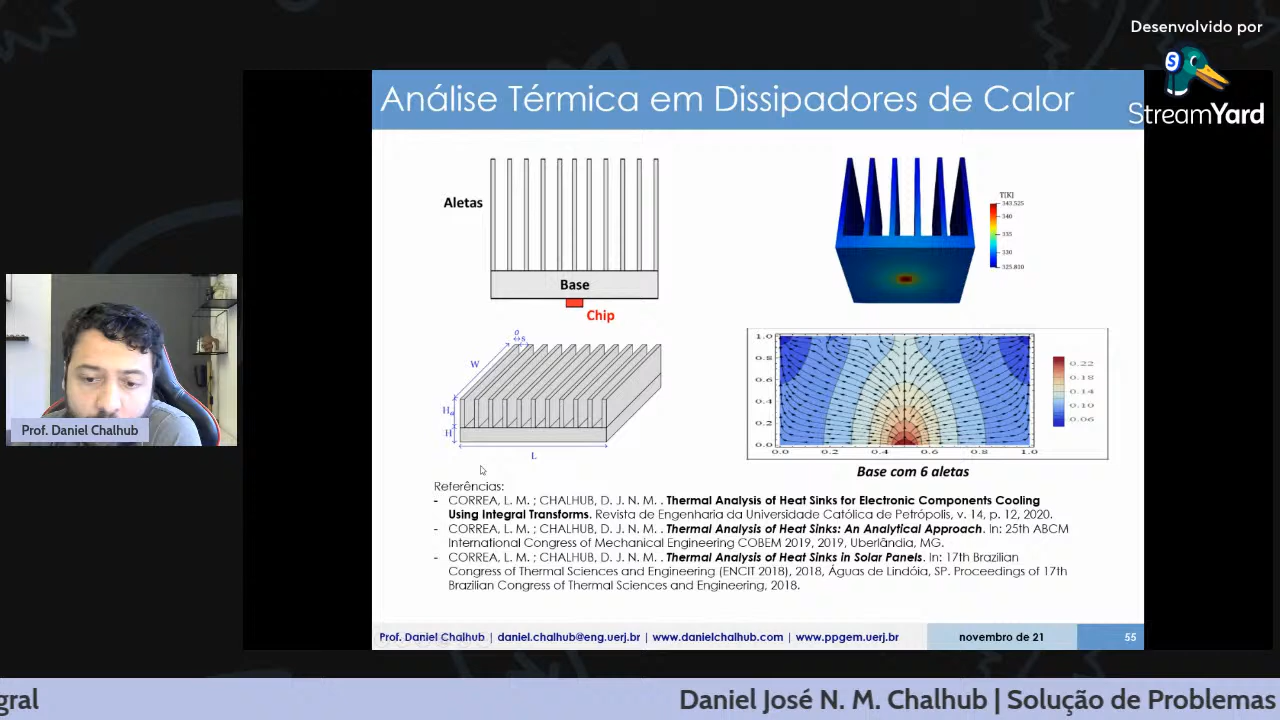 Desenvolvido por
StreamYard
Análise Térmica em Dissipadores de Calor
Aletas
Base
Chip
W
s
H
L
T[K]
343.525
340
335
330
325.810
1.0
0.8
0.6
0.4
0.2
0.0
0.0 0.2 0.4 0.6 0.8 1.0
0.22
0.18
0.14
0.10
0.06
Base com 6 aletas
Referências:
- CORREA, L. M. ; CHALHUB, D. J. N. M. . Thermal Analysis of Heat Sinks for Electronic Components Cooling
Using Integral Transforms. Revista de Engenharia da Universidade Católica de Petrópolis, v. 14, p. 12, 2020.
- CORREA, L. M. ; CHALHUB, D. J. N. M. . Thermal Analysis of Heat Sinks: An Analytical Approach. In: 25th ABCM
International Congress of Mechanical Engineering COBEM 2019, 2019, Uberlândia, MG.
- CORREA, L. M. ; CHALHUB, D. J. N. M. . Thermal Analysis of Heat Sinks in Solar Panels. In: 17th Brazilian
Congress of Thermal Sciences and Engineering (ENCIT 2018), 2018, Águas de Lindóia, SP. Proceedings of 17th
Brazilian Congress of Thermal Sciences and Engineering, 2018.
Prof. Daniel Chalhub | daniel.chalhub@eng.uerj.br | www.danielchalhub.com | www.ppgem.uerj.br
novembro de 21
55
Prof. Daniel Chalhub
gral
Daniel José N. M. Chalhub | Solução de Problemas